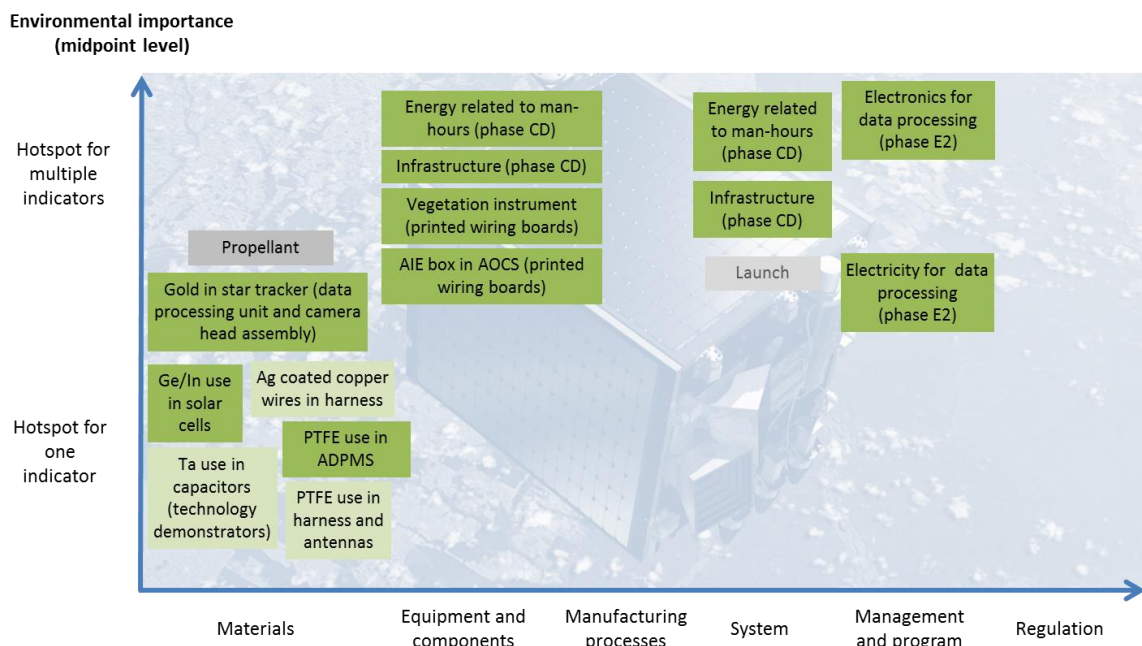 Environmental importance
(midpoint level)
Hotspot for
multiple
indicators
Hotspot for
one
indicator
Propellant
Gold in star tracker (data
processing unit and camera
head assembly)
Ge/In use
in solar
cells
Ag coated copper
wires in harness
PTFE use in
ADPMS
Ta use in
capacitors
(technology
demonstrators)
PTFE use in
harness and
antennas
Energy related to man-
hours (phase CD)
Infrastructure (phase CD)
Vegetation instrument
(printed wiring boards)
AIE box in AOCS (printed
wiring boards)
Energy related
to man-hours
(phase CD)
Infrastructure
(phase CD)
Launch
Electronics for
data processing
(phase E2)
Electricity for data
processing
(phase E2)
Materials
Equipment and
components
Manufacturing
processes
System
Management
and program
Regulation